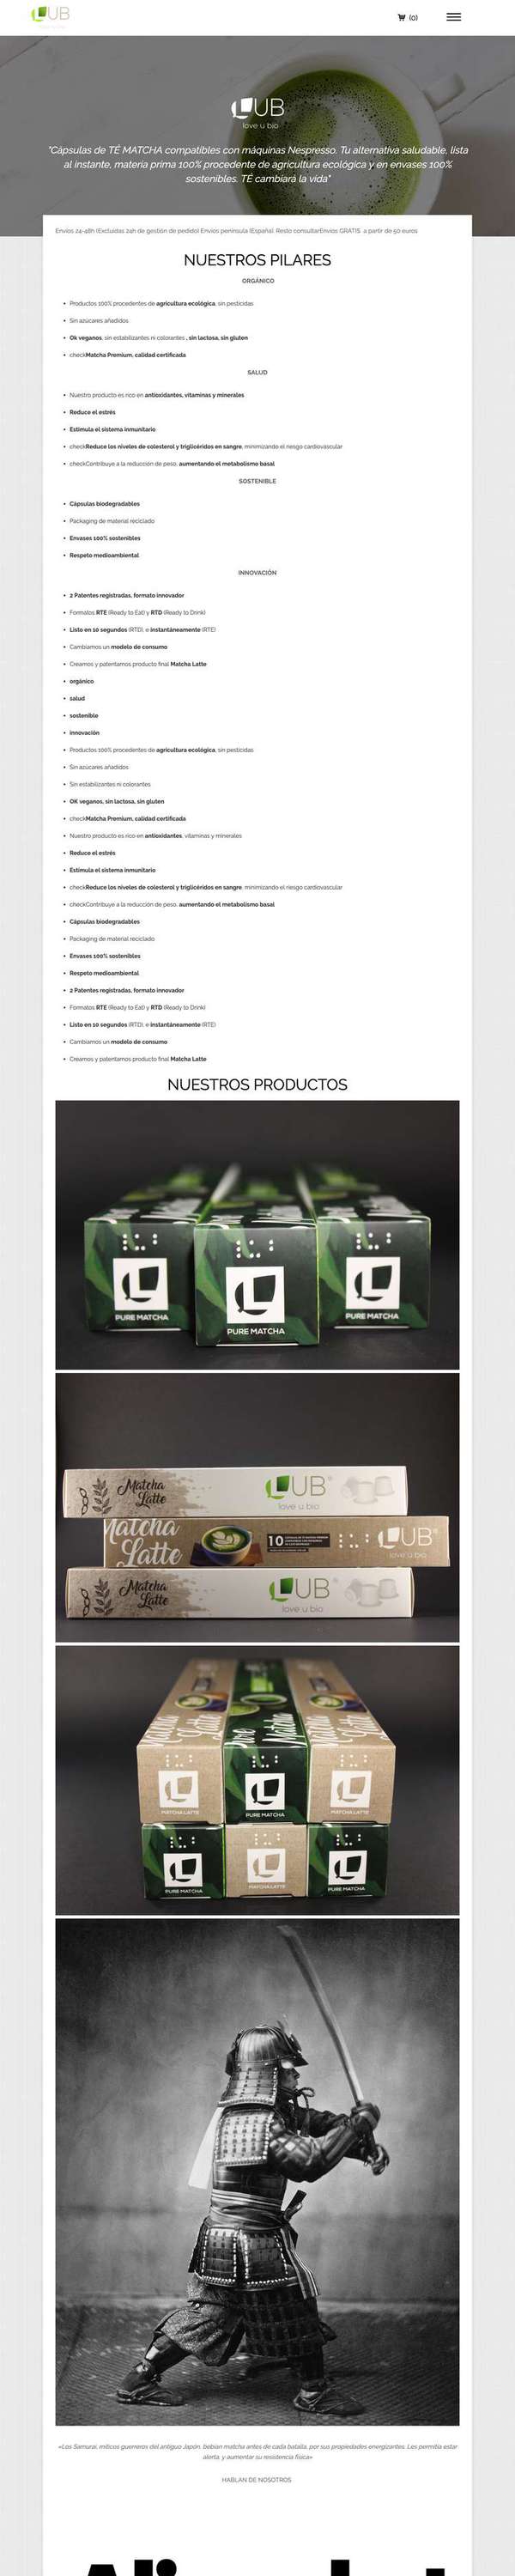 LUB
(0)
LUB
love u bio
"Cápsulas de TÉ MATCHA compatibles con máquinas Nespresso. Tu alternativa saludable, lista
al instante, materia prima 100% procedente de agricultura ecológica y en envases 100%
sostenibles. TÉ cambiará la vida"
Envios 24-48h (Excluidas 24h de gestión de pedido) Envios peninsula (España). Resto consultarEnvios GRATIS. a partir de 50 euros
NUESTROS PILARES
ORGÁNICO
• Productos 100% procedentes de agricultura ecológica, sin pesticidas
• Sin azúcares añadidos
• Ok veganos, sin estabilizantes ni colorantes , sin lactosa, sin gluten
• checkMatcha Premium, calidad certificada
SALUD
• Nuestro producto es rico en antioxidantes, vitaminas y minerales
• Reduce el estrés
• Estimula el sistema inmunitario
• checkReduce los niveles de colesterol y triglicéridos en sangre, minimizando el riesgo cardiovascular
• checkContribuye a la reducción de peso, aumentando el metabolismo basal
SOSTENIBLE
• Cápsulas biodegradables
• Packaging de material reciclado
• Envases 100% sostenibles
• Respeto medioambiental
INNOVACIÓN
• 2 Patentes registradas, formato innovador
• Formatos RTE (Ready to Eat) y RTD (Ready to Drink)
• Listo en 10 segundos (RTD), e instantáneamente (RTE)
• Cambiamos un modelo de consumo
• Creamos y patentamos producto final Matcha Latte
• orgánico
• salud
• sostenible
• innovación
• Productos 100% procedentes de agricultura ecológica, sin pesticidas
• Sin azúcares añadidos
• Sin estabilizantes ni colorantes
• OK veganos, sin lactosa, sin gluten
• checkMatcha Premium, calidad certificada
• Nuestro producto es rico en antioxidantes, vitaminas y minerales
• Reduce el estrés
• Estimula el sistema inmunitario
• checkReduce los niveles de colesterol y triglicéridos en sangre, minimizando el riesgo cardiovascular
• checkContribuye a la reducción de peso, aumentando el metabolismo basal
• Cápsulas biodegradables
• Packaging de material reciclado
• Envases 100% sostenibles
• Respeto medioambiental
• 2 Patentes registradas, formato innovador
• Formatos RTE (Ready to Eat) y RTD (Ready to Drink)
• Listo en 10 segundos (RTD), e instantáneamente (RTE)
• Cambiamos un modelo de consumo
• Creamos y patentamos producto final Matcha Latte
NUESTROS PRODUCTOS
PURE MATCHA
PURE MATCHA
PURE MATCHA
Matcha
Latte
LUB®
love u bio
Matcha
Latte
10
LUB®
love u bio
Matcha
Latte
LUB®
love u bio
MATCHA LATTE
PURE MATCHA
MATCHA LATTE
PURE MATCHA
MATCHA LATTE
PURE MATCHA
«Los Samurai, míticos guerreros del antiguo Japón, bebían matcha antes de cada batalla, por sus propiedades energizantes. Les permitía estar
alerta, y aumentar su resistencia física»
HABLAN DE NOSOTROS